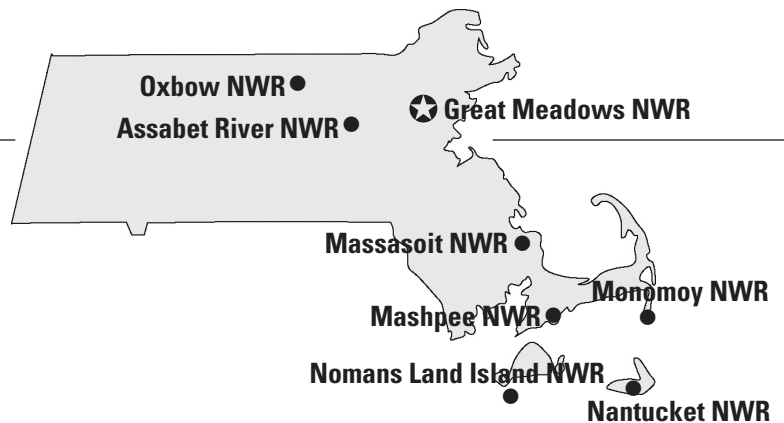 Oxbow NWR
Great Meadows NWR
Assabet River NWR
Massasoit NWR
Monomoy NWR
Mashpee NWR
Nomans Land Island NWR
Nantucket NWR